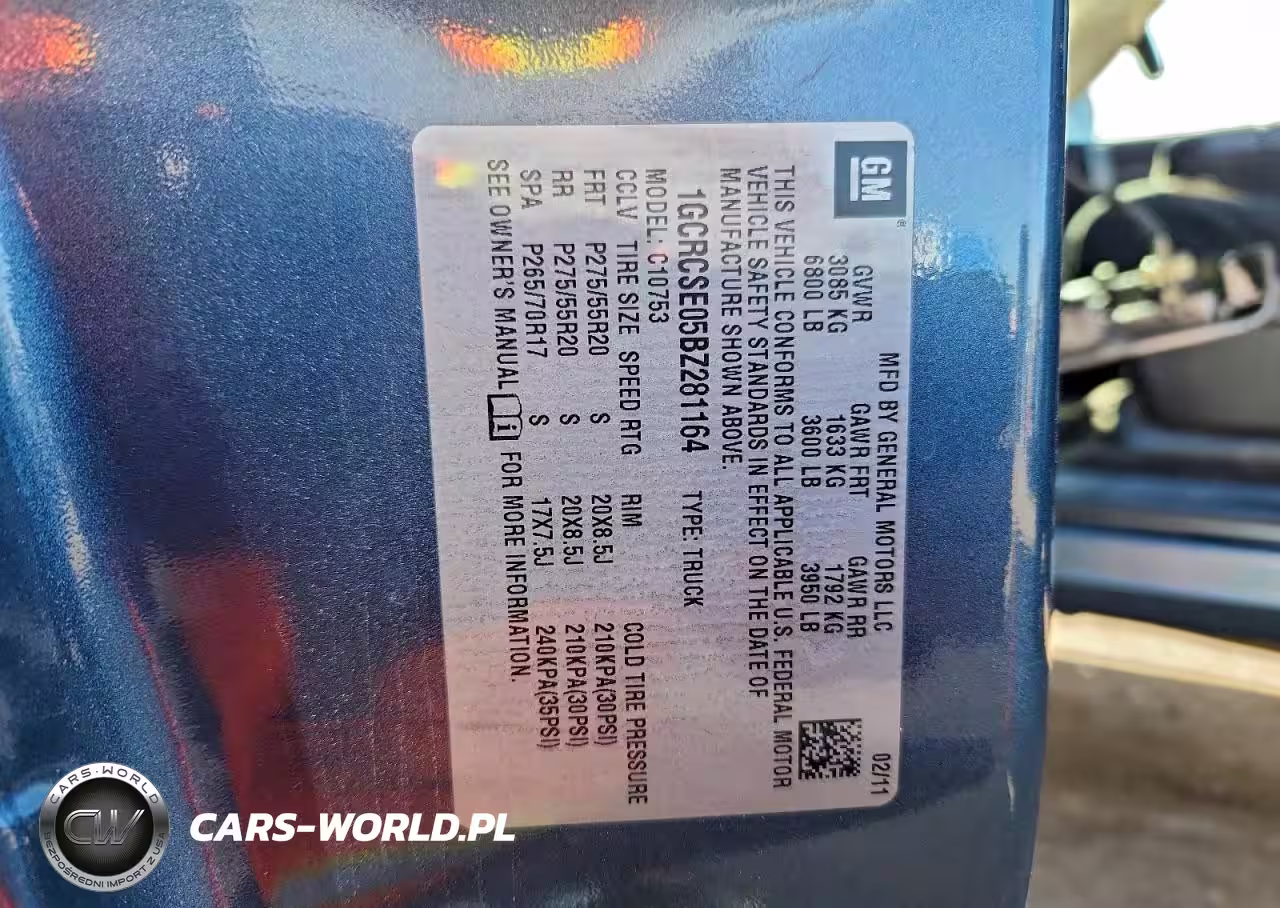 GM®
MFD BY GENERAL MOTORS LLC 02/11
GVWR GAWR FRT GAWR RR
3085 KG 1633 KG 1792 KG
6800 LB 3600 LB 3950 LB
THIS VEHICLE CONFORMS TO ALL APPLICABLE U.S. FEDERAL MOTOR
VEHICLE SAFETY STANDARDS IN EFFECT ON THE DATE OF
MANUFACTURE SHOWN ABOVE.
1GCRCSE05BZ281164 TYPE: TRUCK
MODEL: C10753
CCLV TIRE SIZE SPEED RTG RIM COLD TIRE PRESSURE
FRT P275/55R20 S 20X8.5J 210KPA(30PSI)
RR P275/55R20 S 20X8.5J 210KPA(30PSI)
SPA P265/70R17 S 17X7.5J 240KPA(35PSI)
SEE OWNER'S MANUAL i FOR MORE INFORMATION.
CARS-WORLD
CW
BEZPOŚREDNI IMPORT Z USA
CARS-WORLD.PL